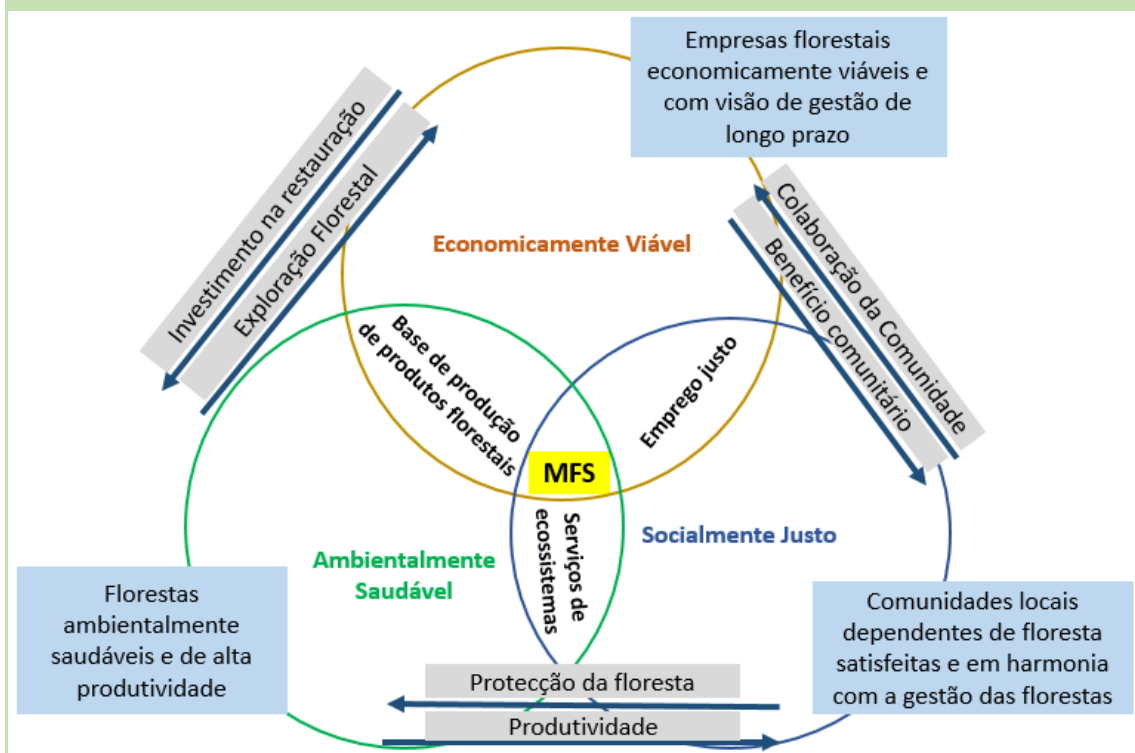 Empresas florestais
economicamente viáveis e
com visão de gestão de
longo prazo
Investimento na restauração
Exploração Florestal
Colaboração da Comunidade
Benefício comunitário
Economicamente Viável
Base de produção
de produtos florestais
Emprego justo
MFS
Serviços de
ecossistemas
Socialmente Justo
Ambientalmente
Saudável
Florestas
ambientalmente
saudáveis e de alta
produtividade
Comunidades locais
dependentes de floresta
satisfeitas e em harmonia
com a gestão das florestas
Protecção da floresta
Produtividade